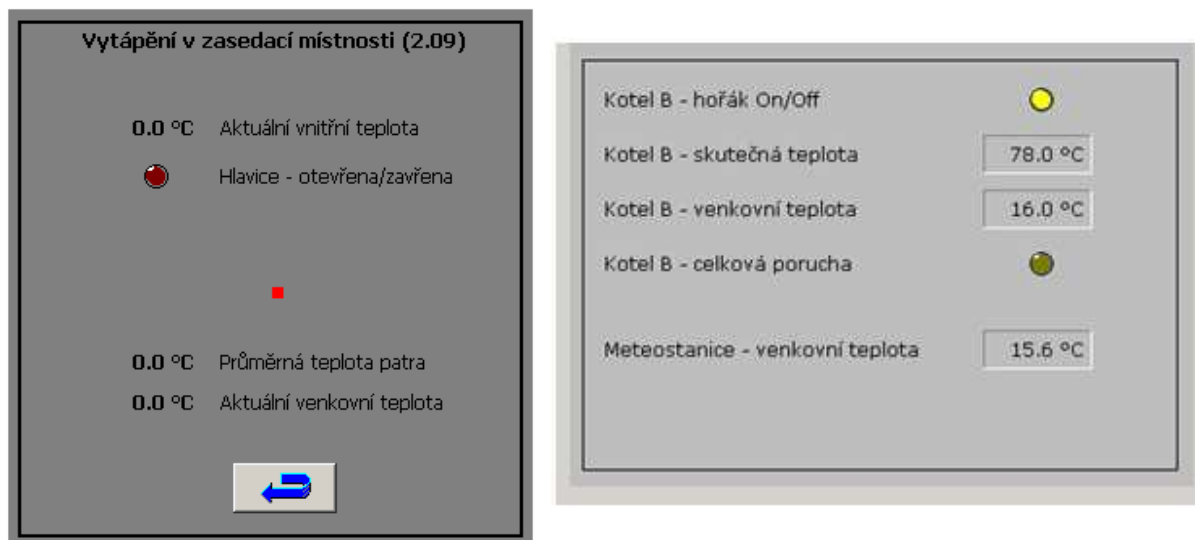 Vytápění v zasedací místnosti (2.09)
0.0 °C Aktuální vnitřní teplota
Hlavice - otevřena/zavřena
0.0 °C Průměrná teplota patra
0.0 °C Aktuální venkovní teplota
Kotel B - hořák On/Off
Kotel B - skutečná teplota 78.0 °C
Kotel B - venkovní teplota 16.0 °C
Kotel B - celková porucha
Meteostanice - venkovní teplota 15.6 °C